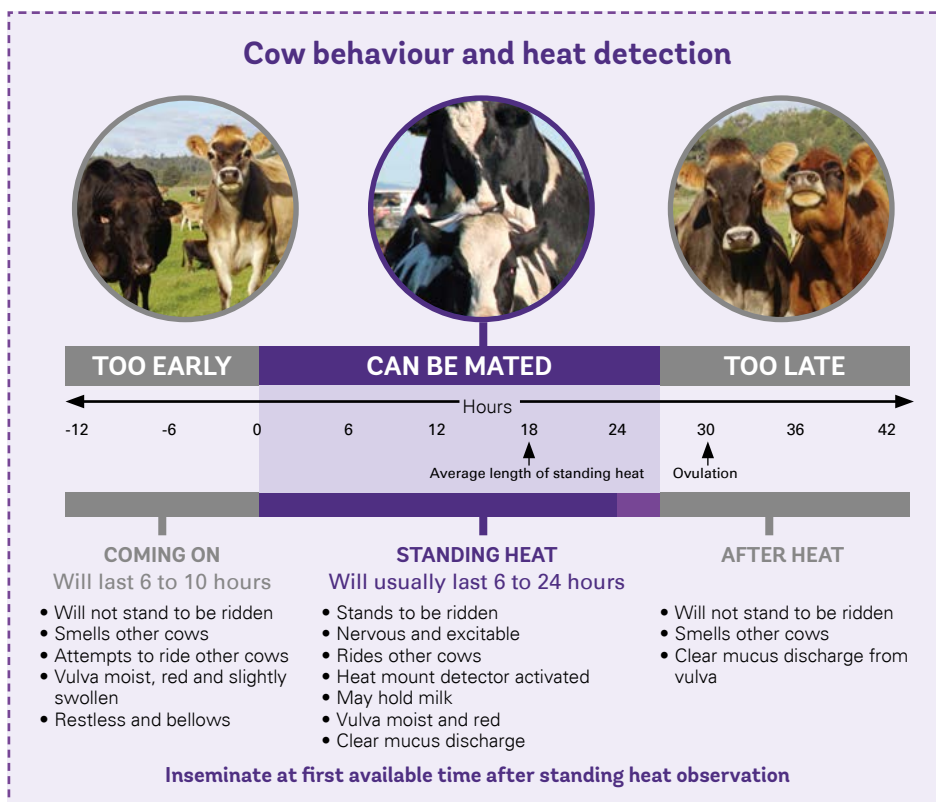 Cow behaviour and heat detection
TOO EARLY
CAN BE MATED
TOO LATE
Hours
-12 -6 0 6 12 18 24 30 36 42
Average length of standing heat
Ovulation
COMING ON
Will last 6 to 10 hours
• Will not stand to be ridden
• Smells other cows
• Attempts to ride other cows
• Vulva moist, red and slightly
swollen
• Restless and bellows
STANDING HEAT
Will usually last 6 to 24 hours
• Stands to be ridden
• Nervous and excitable
• Rides other cows
• Heat mount detector activated
• May hold milk
• Vulva moist and red
• Clear mucus discharge
AFTER HEAT
• Will not stand to be ridden
• Smells other cows
• Clear mucus discharge from
vulva
Inseminate at first available time after standing heat observation